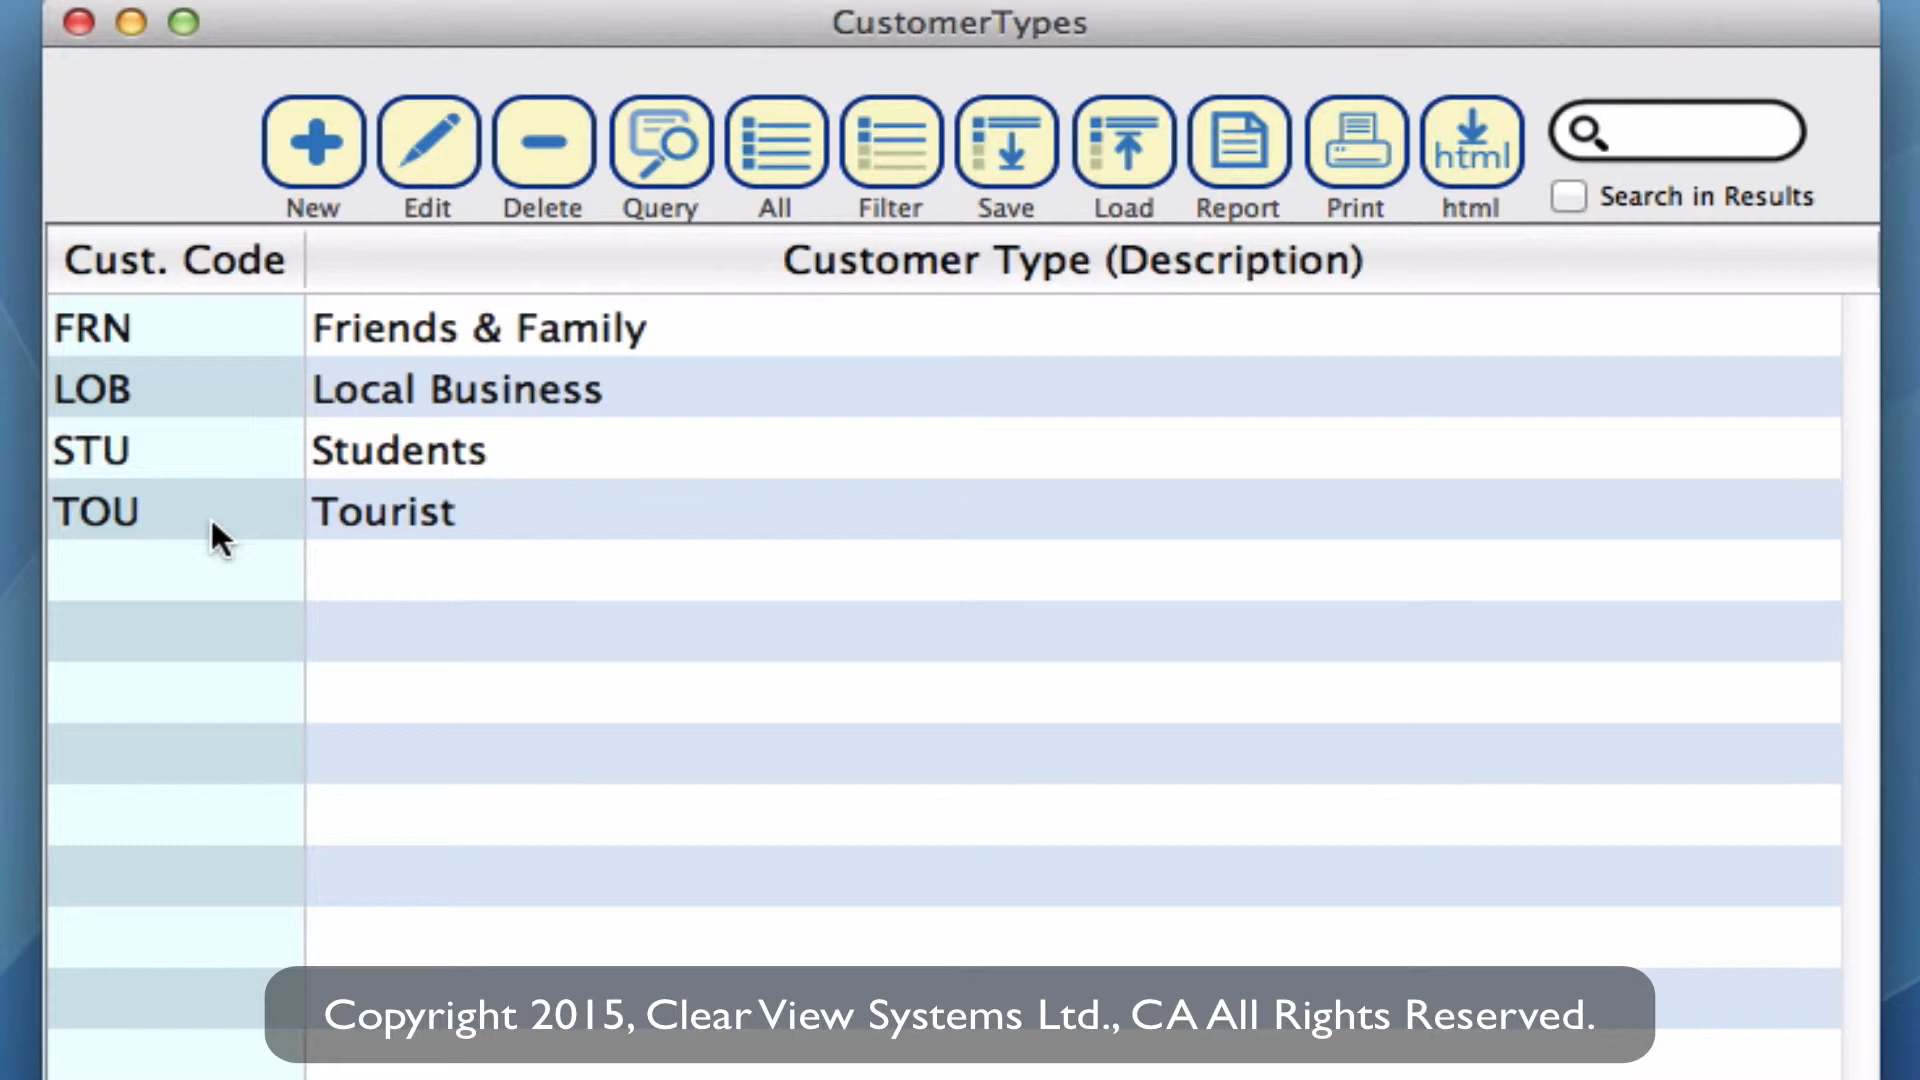 CustomerTypes
html
New Edit Delete Query All Filter Save Load Report Print html
Search in Results
Cust. Code Customer Type (Description)
FRN Friends & Family
LOB Local Business
STU Students
TOU Tourist
Copyright 2015, Clear View Systems Ltd., CA All Rights Reserved.